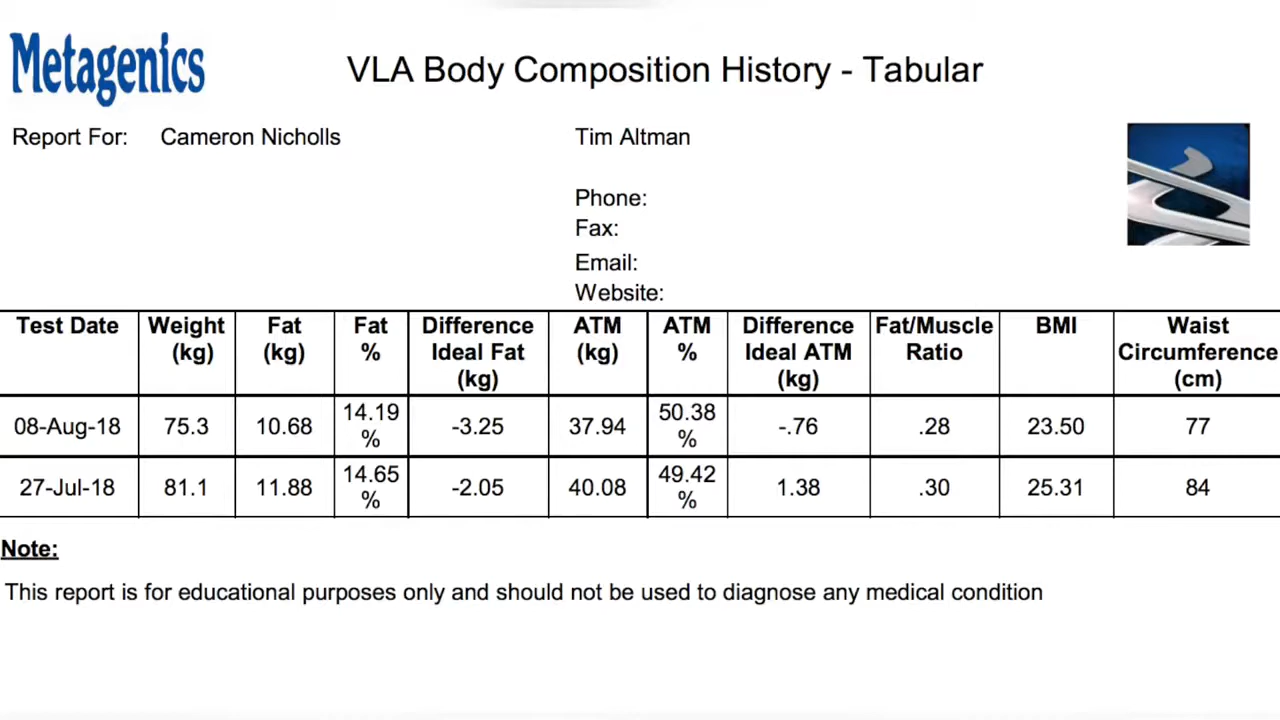 Metagenics
VLA Body Composition History - Tabular
Report For: Cameron Nicholls
Tim Altman
Phone:
Fax:
Email:
Website:
Test Date Weight (kg) Fat (kg) Fat % Difference Ideal Fat (kg) ATM (kg) ATM % Difference Ideal ATM (kg) Fat/Muscle Ratio BMI Waist Circumference (cm)
08-Aug-18 75.3 10.68 14.19 % -3.25 37.94 50.38 % -.76 .28 23.50 77
27-Jul-18 81.1 11.88 14.65 % -2.05 40.08 49.42 % 1.38 .30 25.31 84
Note:
This report is for educational purposes only and should not be used to diagnose any medical condition